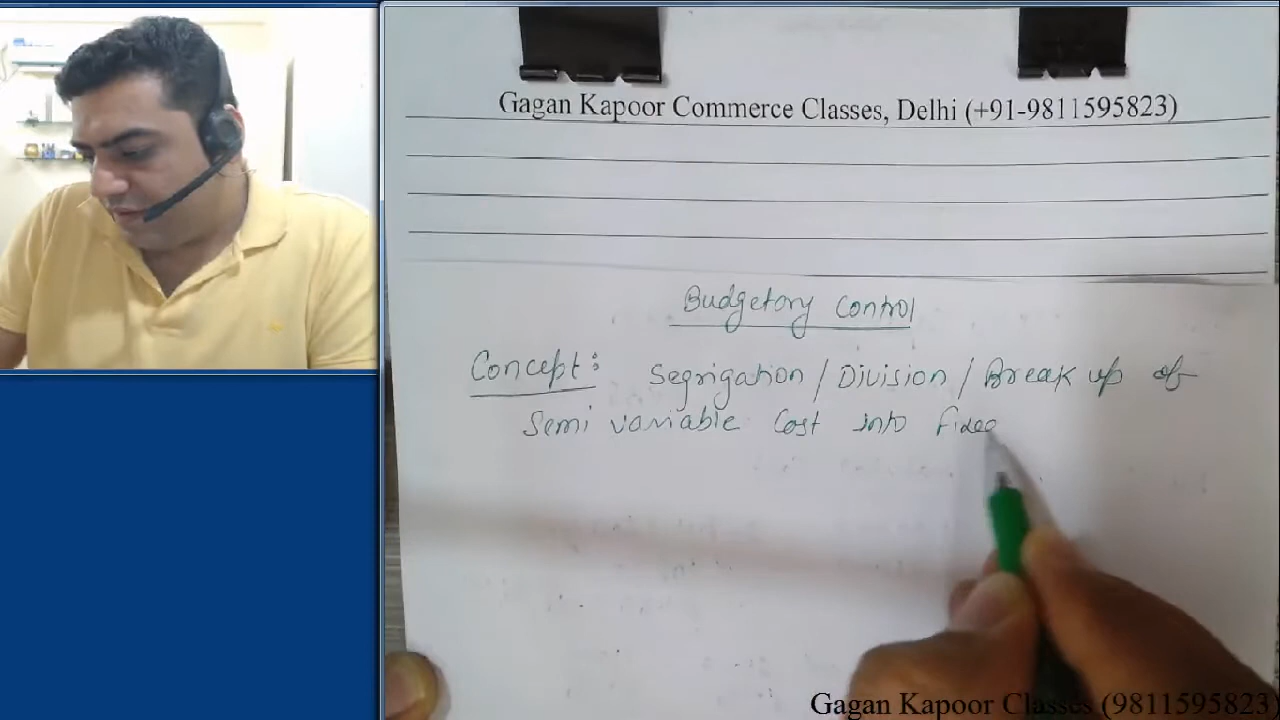 Gagan Kapoor Commerce Classes, Delhi (+91-9811595823)
Budgetory Control
Concept: Segrigation / Division / Break up of
Semi variable Cost into fixe
Gagan Kapoor Classes (9811595823)